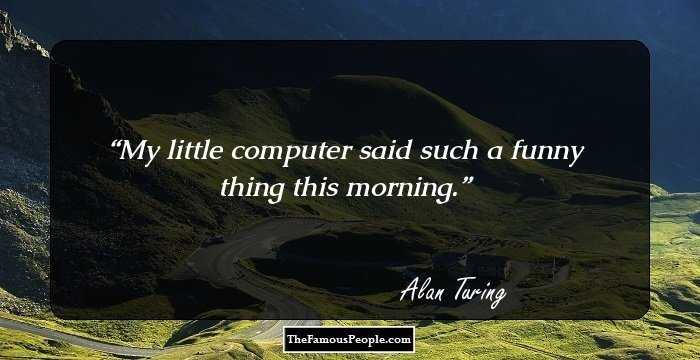 “My little computer said such a funny
thing this morning.”
Alan Turing
TheFamousPeople.com